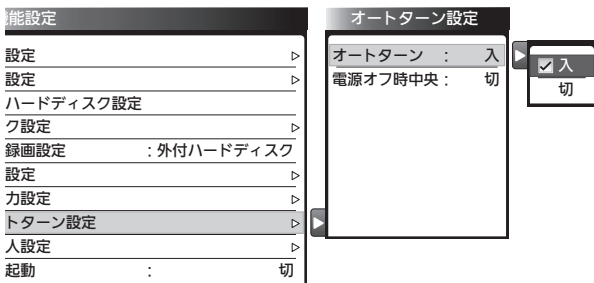 能設定
設定
設定
ハードディスク設定
ク設定
録画設定 : 外付ハードディスク
設定
力設定
トターン設定
人設定
起動 : 切
オートターン設定
オートターン : 入
電源オフ時中央 : 切
入
切